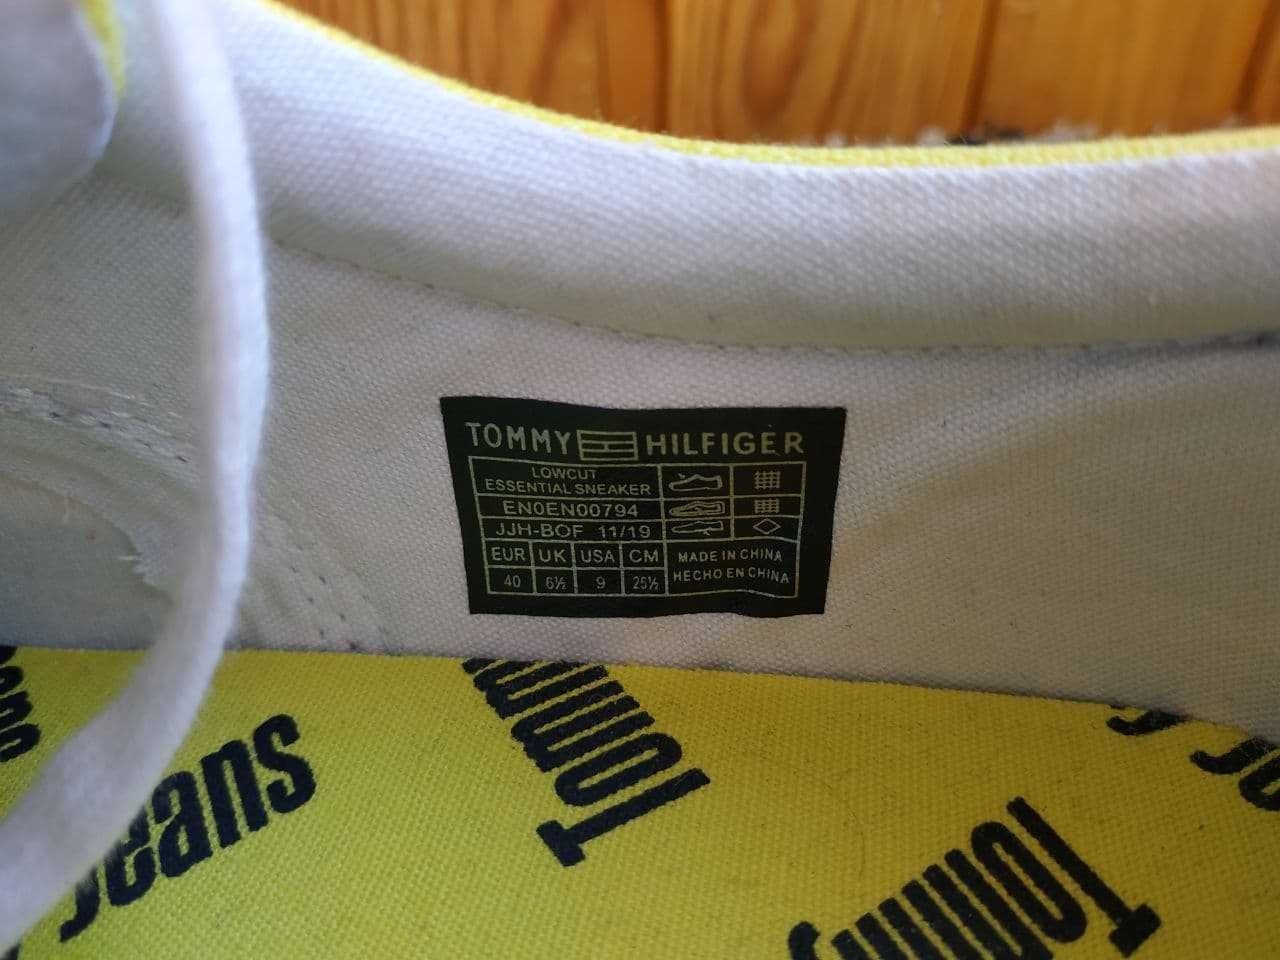 TOMMY HILFIGER
LOWCUT
ESSENTIAL SNEAKER
EN0EN00794
JJH-BOF 11/19
EUR UK USA CM
40 6½ 9 25½
MADE IN CHINA
HECHO EN CHINA
Jeans
Tommy
Tommy